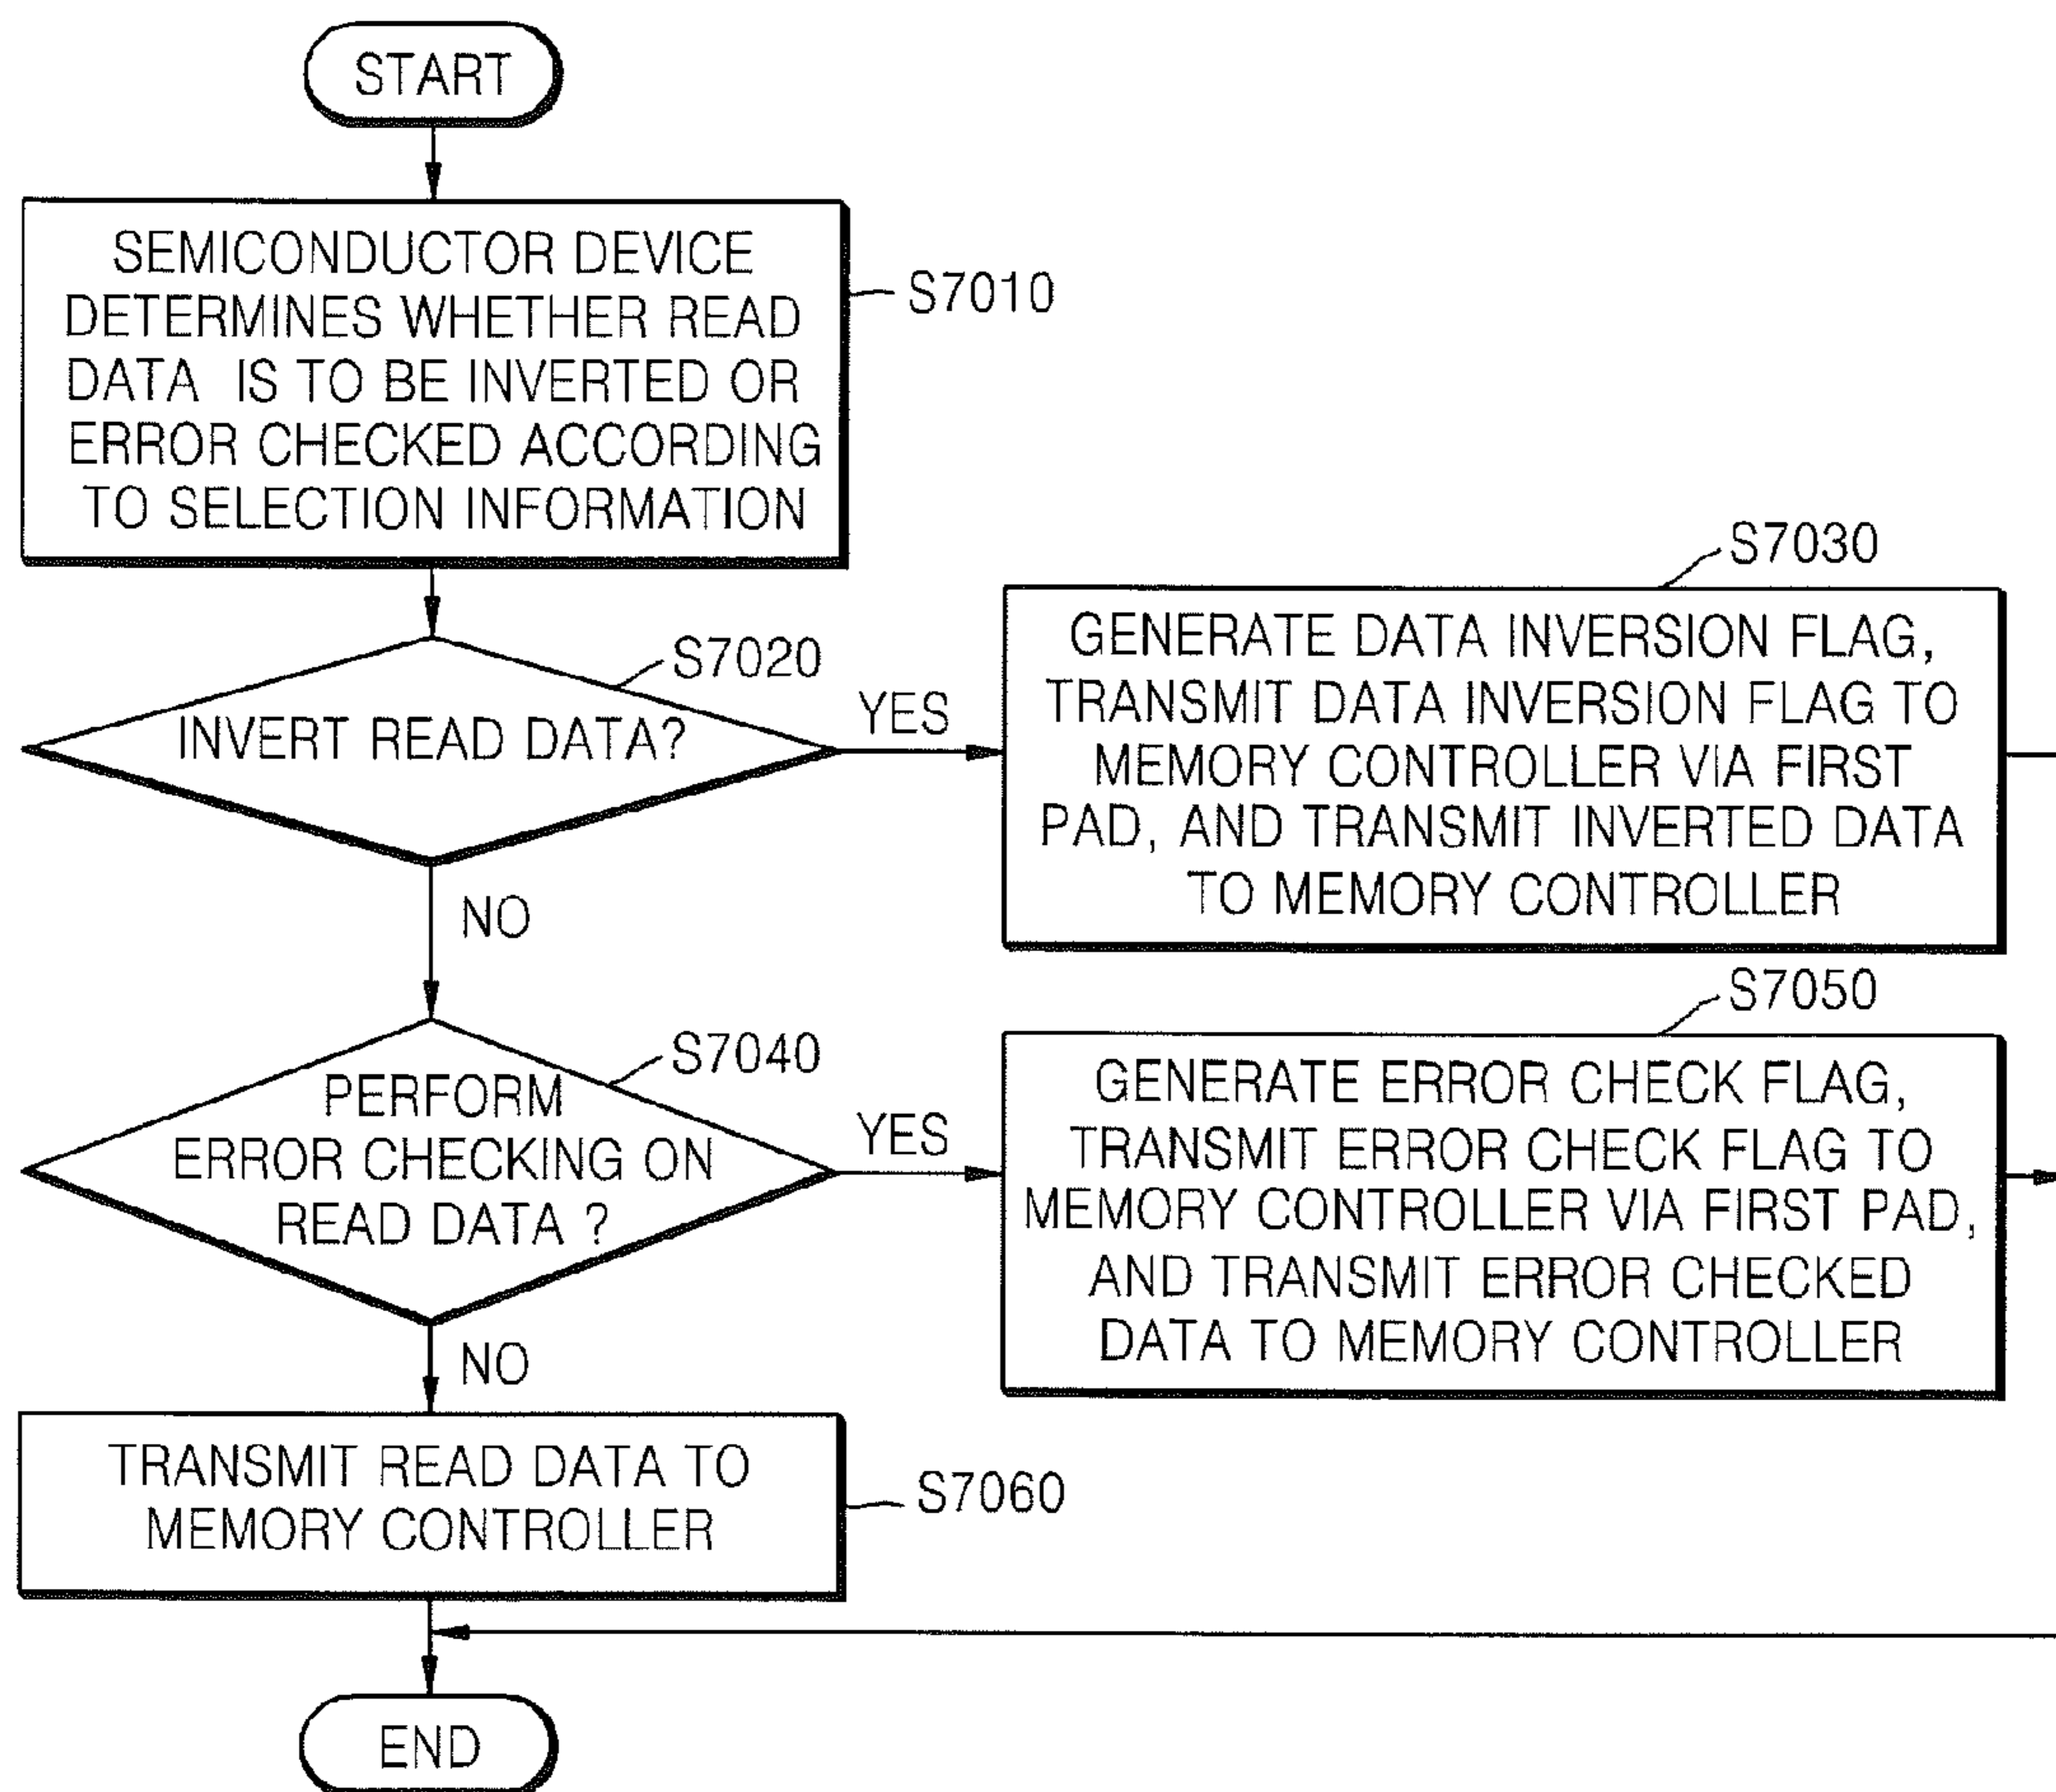 START
SEMICONDUCTOR DEVICE
DETERMINES WHETHER READ
DATA IS TO BE INVERTED OR
ERROR CHECKED ACCORDING
TO SELECTION INFORMATION
S7010
S7020
INVERT READ DATA?
YES
NO
S7030
GENERATE DATA INVERSION FLAG,
TRANSMIT DATA INVERSION FLAG TO
MEMORY CONTROLLER VIA FIRST
PAD, AND TRANSMIT INVERTED DATA
TO MEMORY CONTROLLER
S7040
PERFORM
ERROR CHECKING ON
READ DATA ?
YES
NO
S7050
GENERATE ERROR CHECK FLAG,
TRANSMIT ERROR CHECK FLAG TO
MEMORY CONTROLLER VIA FIRST PAD,
AND TRANSMIT ERROR CHECKED
DATA TO MEMORY CONTROLLER
TRANSMIT READ DATA TO
MEMORY CONTROLLER
S7060
END